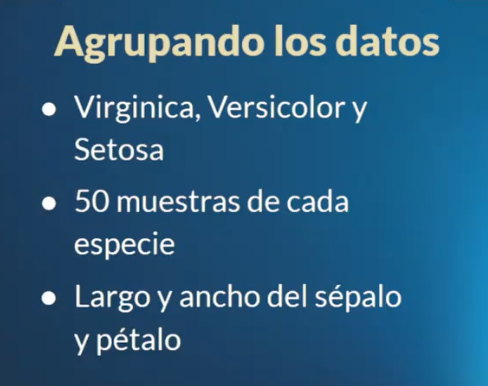 Agrupando los datos
● Virginica, Versicolor y
Setosa
● 50 muestras de cada
especie
● Largo y ancho del sépalo
y pétalo